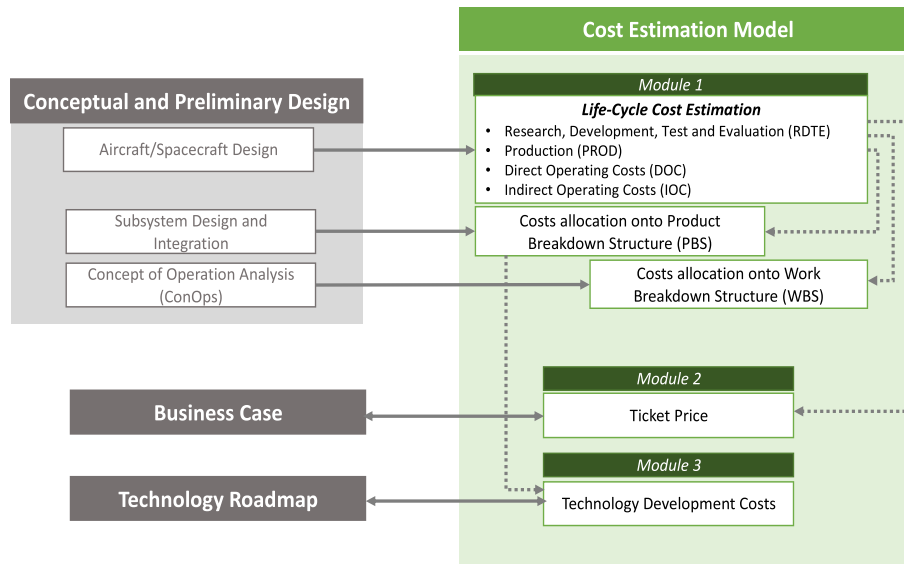 Cost Estimation Model
Conceptual and Preliminary Design
Aircraft/Spacecraft Design
Subsystem Design and
Integration
Concept of Operation Analysis
(ConOps)
Business Case
Technology Roadmap
Module 1
Life-Cycle Cost Estimation
• Research, Development, Test and Evaluation (RDTE)
• Production (PROD)
• Direct Operating Costs (DOC)
• Indirect Operating Costs (IOC)
Costs allocation onto Product
Breakdown Structure (PBS)
Costs allocation onto Work
Breakdown Structure (WBS)
Module 2
Ticket Price
Module 3
Technology Development Costs